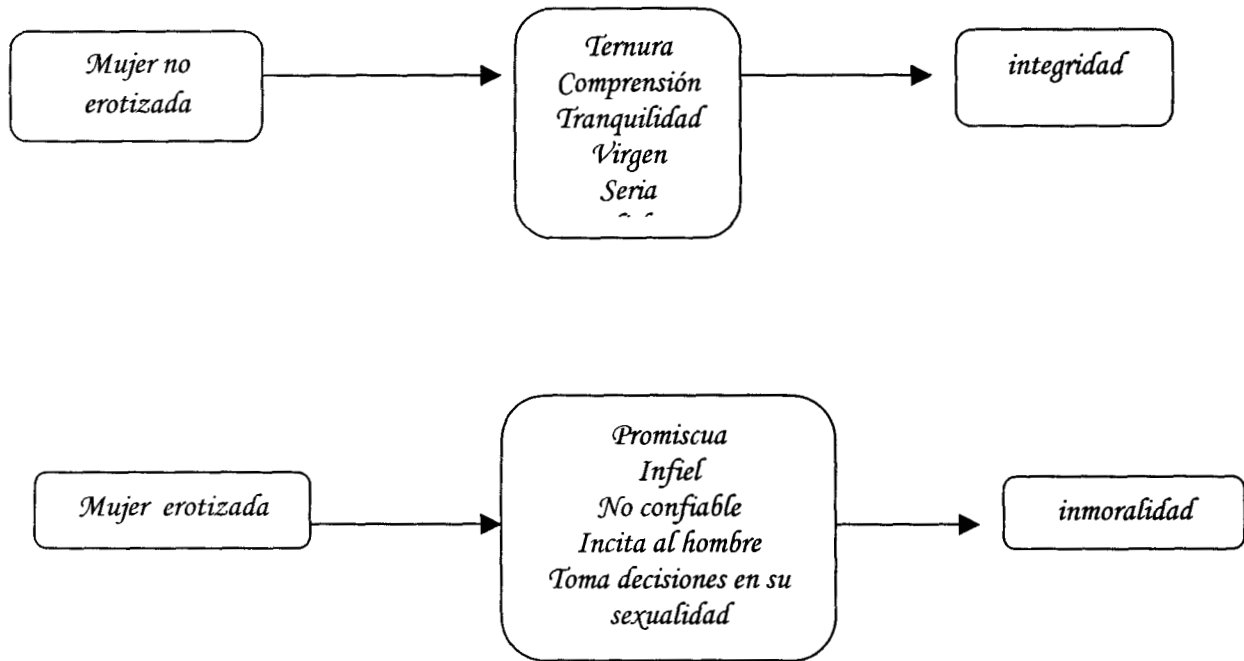 Mujer no
erotizada
Ternura
Comprensión
Tranquilidad
Virgen
Seria
integridad
Mujer erotizada
Promiscua
Infiel
No confiable
Incita al hombre
Toma decisiones en su
sexualidad
inmoralidad